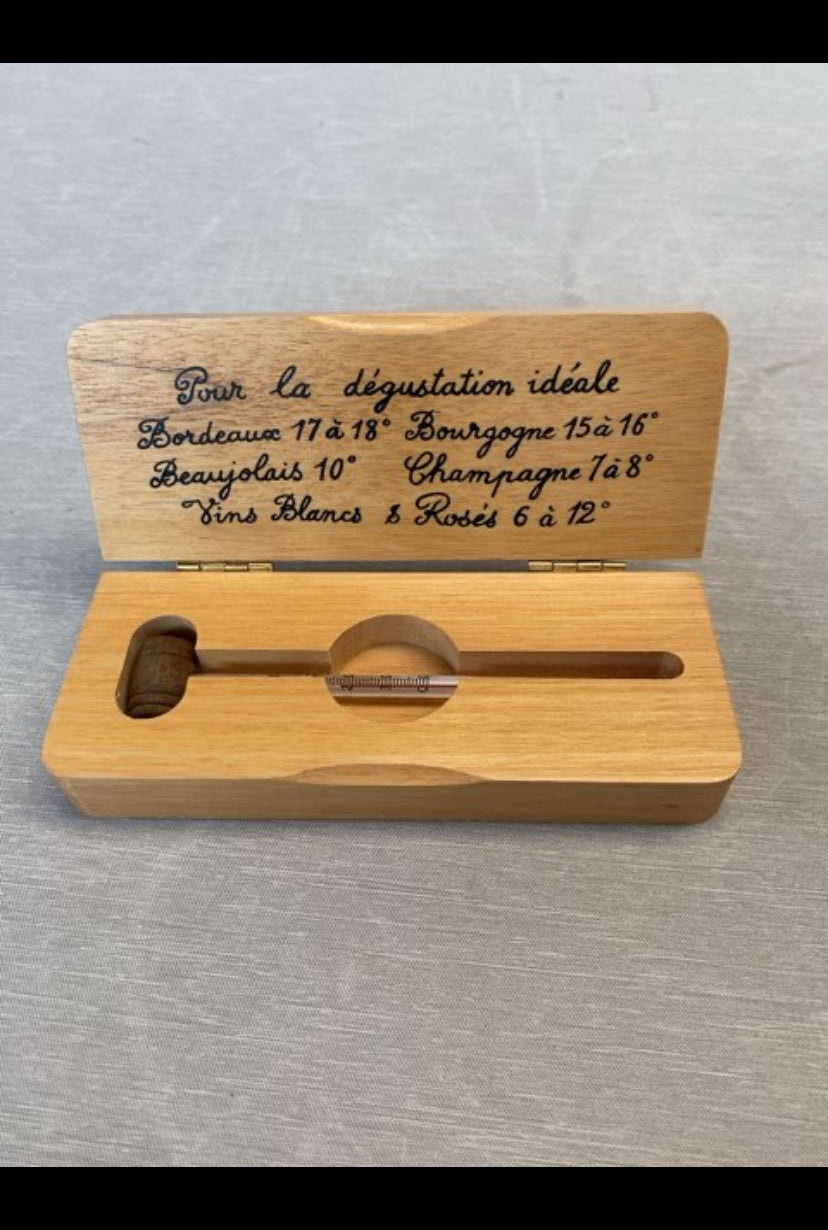 Pour la dégustation idéale
Bordeaux 17 à 18° Bourgogne 15 à 16°
Beaujolais 10° Champagne 7 à 8°
Vins Blancs & Rosés 6 à 12°